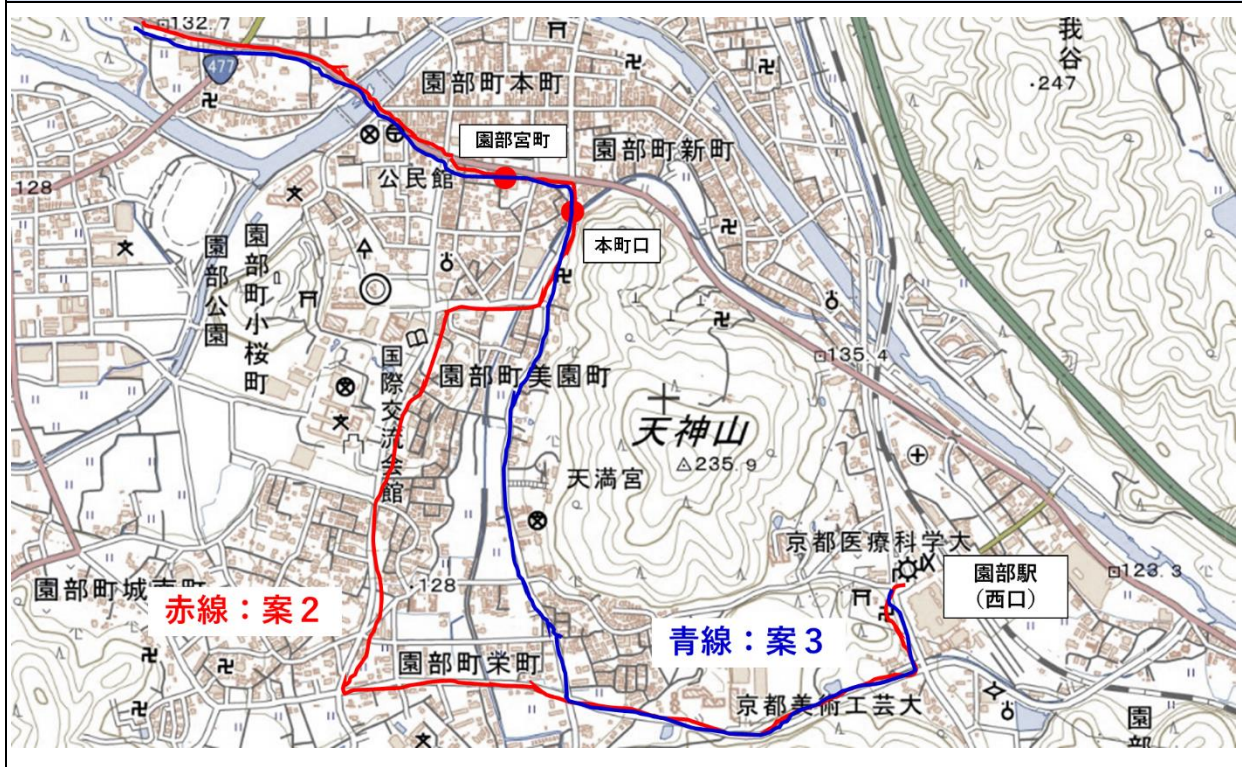 132.7
477
我谷
・247
園部町本町
園部宮町
園部町新町
128
公民館
本町口
園部公園
園部町小桜町
国際交流会館
135.4
園部町美園町
天神山
235.9
天満宮
京都医療科学大
園部駅
（西口）
123.3
・128
園部町城南町
赤線：案２
青線：案３
園部町栄町
京都美術工芸大
園
部